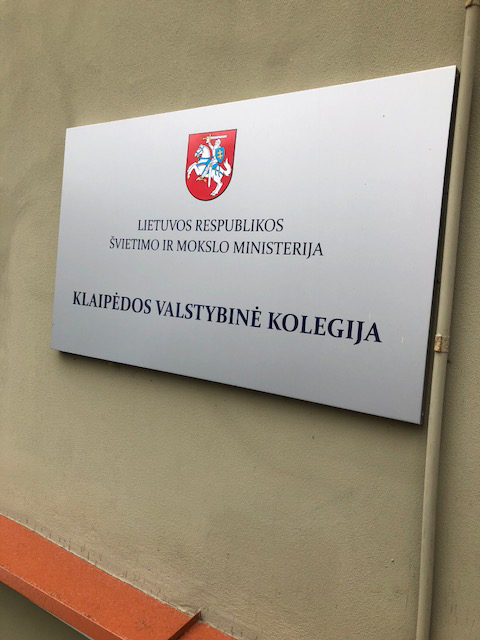 LIETUVOS RESPUBLIKOS
ŠVIETIMO IR MOKSLO MINISTERIJA
KLAIPĖDOS VALSTYBINĖ KOLEGIJA